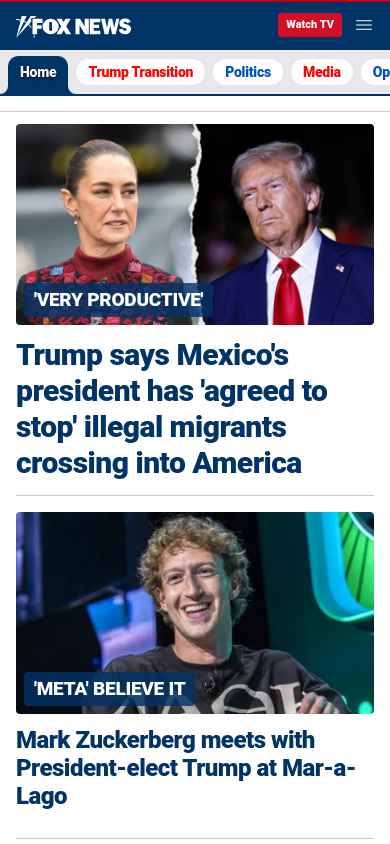 FOX NEWS
Watch TV
Home
Trump Transition
Politics
Media
Op
'VERY PRODUCTIVE'
Trump says Mexico's
president has 'agreed to
stop' illegal migrants
crossing into America
'META' BELIEVE IT
Mark Zuckerberg meets with
President-elect Trump at Mar-a-
Lago